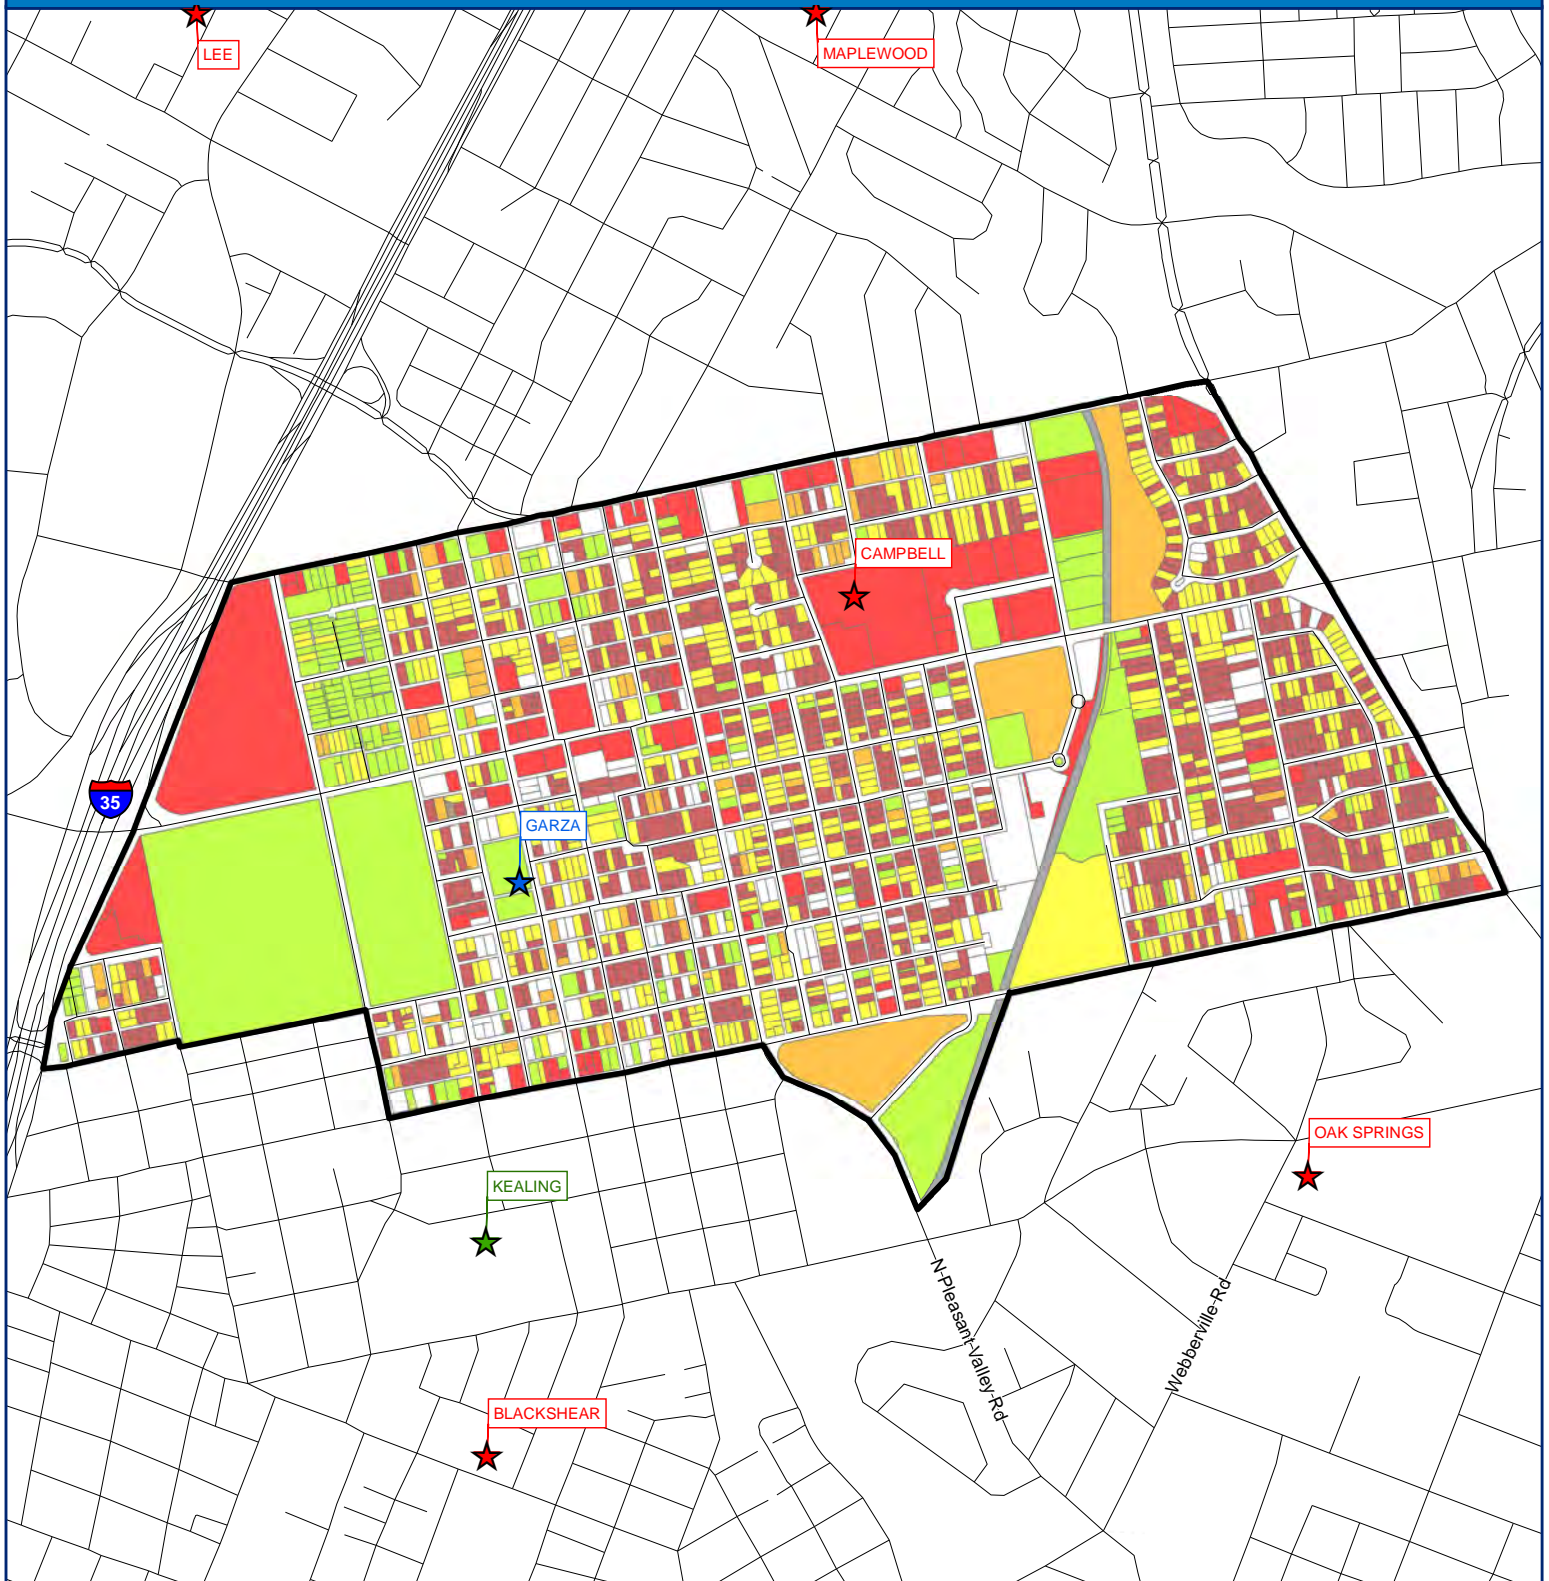 LEE
MAPLEWOOD
CAMPBELL
35
GARZA
OAK SPRINGS
KEALING
N-Pleasant-Valley-Rd
Webberville-Rd
BLACKSHEAR